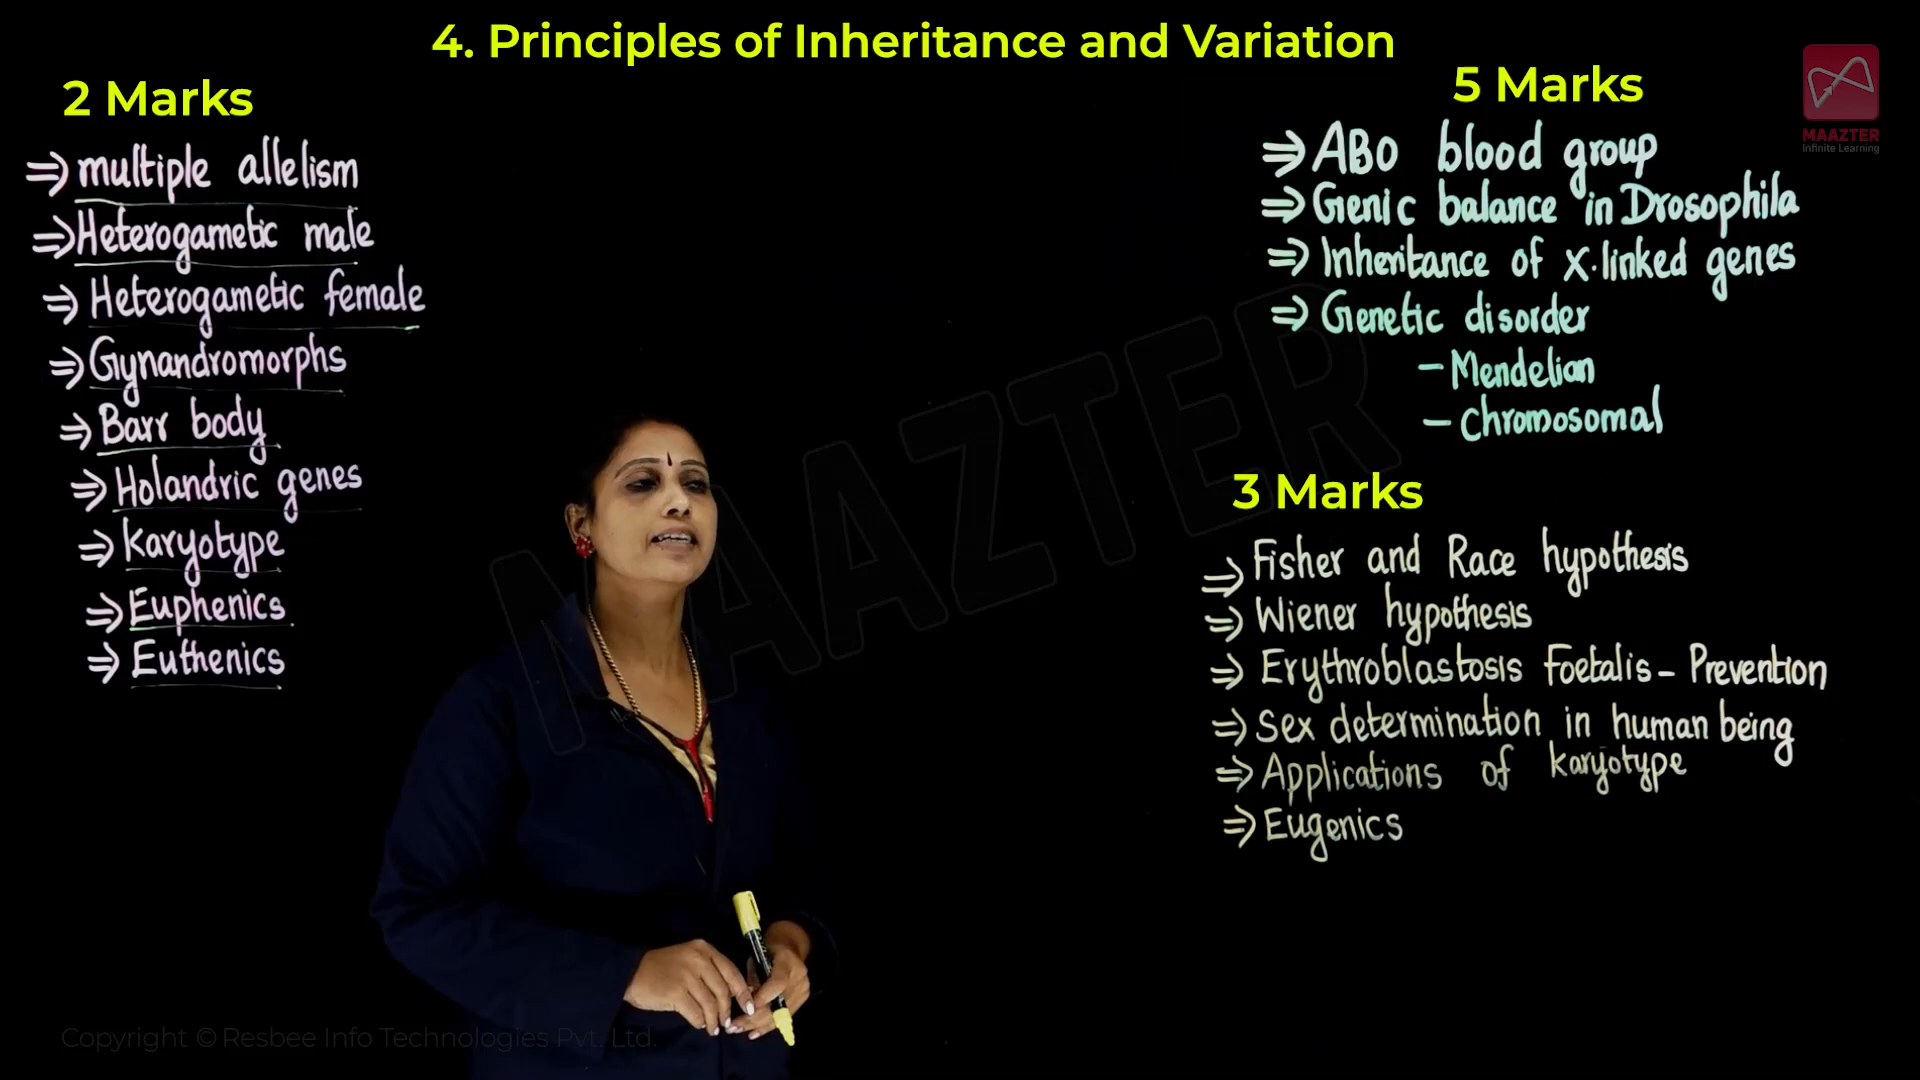 4. Principles of Inheritance and Variation
2 Marks
⇒ multiple allelism
⇒ Heterogametic male
⇒ Heterogametic female
⇒ Gynandromorphs
⇒ Barr body
⇒ Holandric genes
⇒ Karyotype
⇒ Euphenics
⇒ Euthenics
5 Marks
⇒ ABO blood group
⇒ Genic balance in Drosophila
⇒ Inheritance of X-linked genes
⇒ Genetic disorder
- Mendelian
- Chromosomal
3 Marks
⇒ Fisher and Race hypothesis
⇒ Wiener hypothesis
⇒ Erythroblastosis Foetalis - Prevention
⇒ Sex determination in human being
⇒ Applications of karyotype
⇒ Eugenics
MAAZTER
Infinite Learning
MAAZTER
Copyright © Resbee Info Technologies Pvt. Ltd.